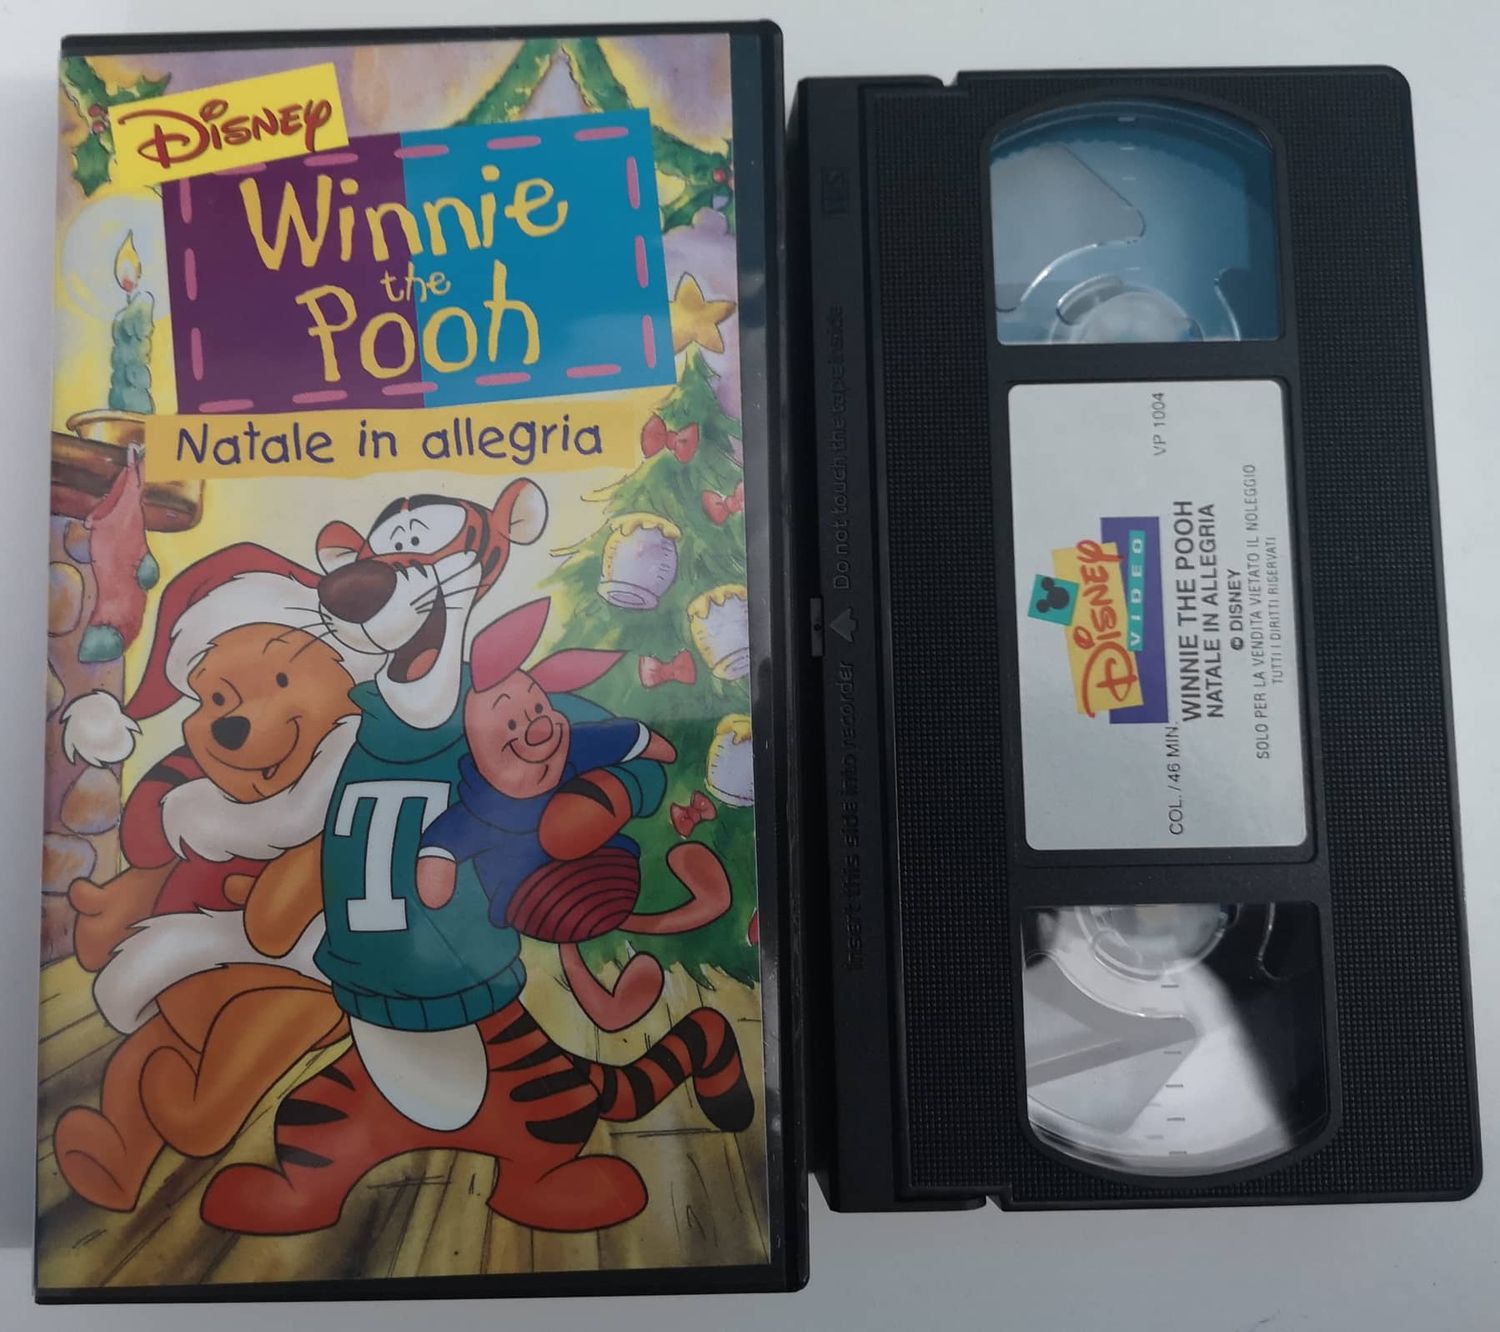 DISNEY
Winnie
the
Pooh
Natale in allegria
T
VHS
Do not touch the tape inside
Insert this side into recorder
VP 1004
DISNEY
VIDEO
COL. / 46 MIN.
WINNIE THE POOH
NATALE IN ALLEGRIA
© DISNEY
SOLO PER LA VENDITA VIETATO IL NOLEGGIO
TUTTI I DIRITTI RISERVATI